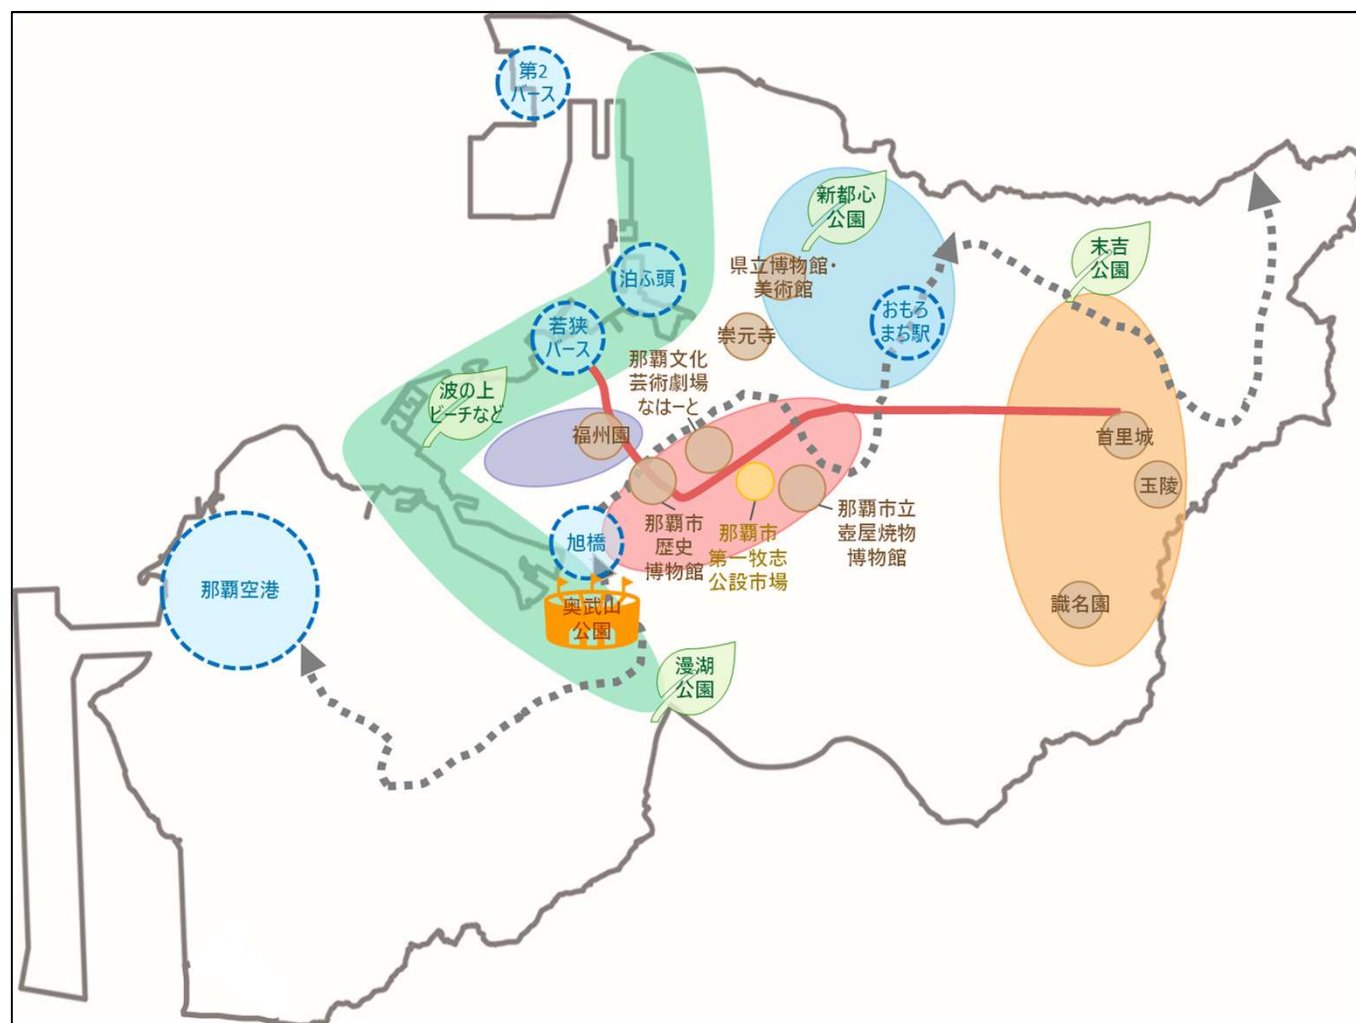 第2
バース
新都心
公園
末吉
公園
県立博物館・
美術館
泊ふ頭
おもろ
まち駅
若狭
バース
崇元寺
那覇文化
芸術劇場
なはーと
波の上
ビーチなど
福州園
首里城
玉陵
那覇市
歴史
博物館
那覇市
第一牧志
公設市場
那覇市立
壺屋焼物
博物館
旭橋
那覇空港
奥武山
公園
識名園
漫湖
公園